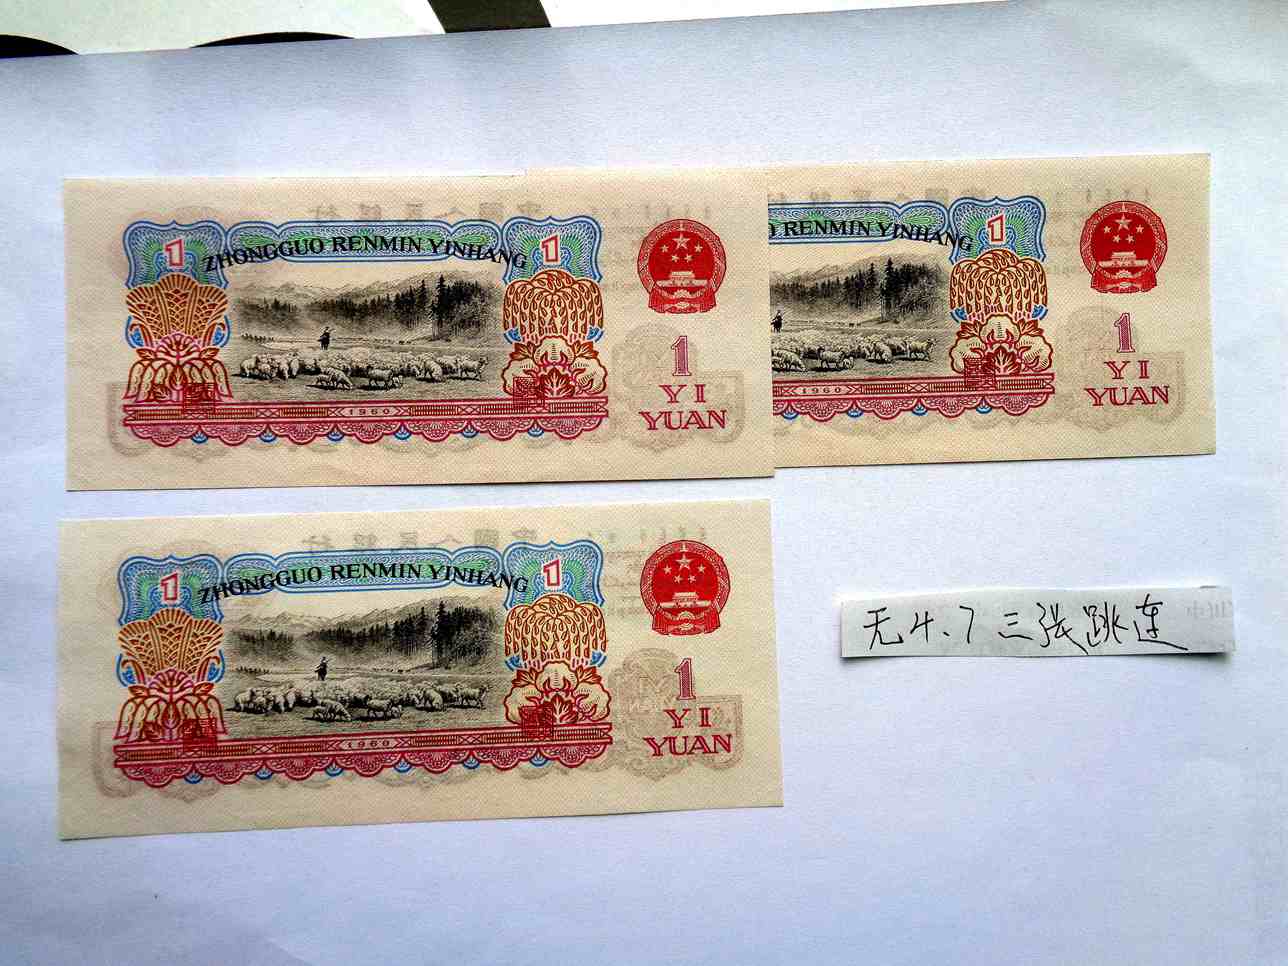 1
ZHONGGUO RENMIN YINHANG
1
1
YI
YUAN
1960
O RENMIN YINHANG
1
1
YI
YUAN
1960
1
ZHONGGUO RENMIN YINHANG
1
1
YI
YUAN
1960
无4、7三张跳连